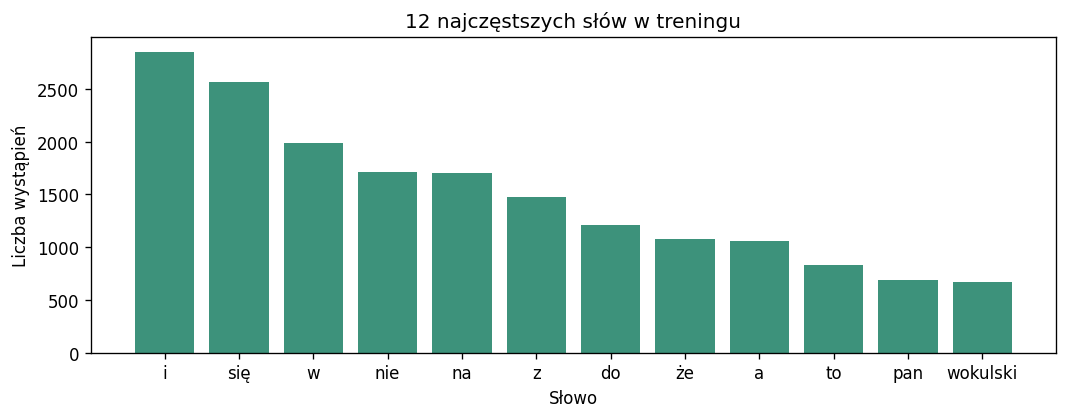 12 najczęstszych słów w treningu
Liczba wystąpień
2500
2000
1500
1000
500
0
i się w nie na z do że a to pan wokulski
Słowo